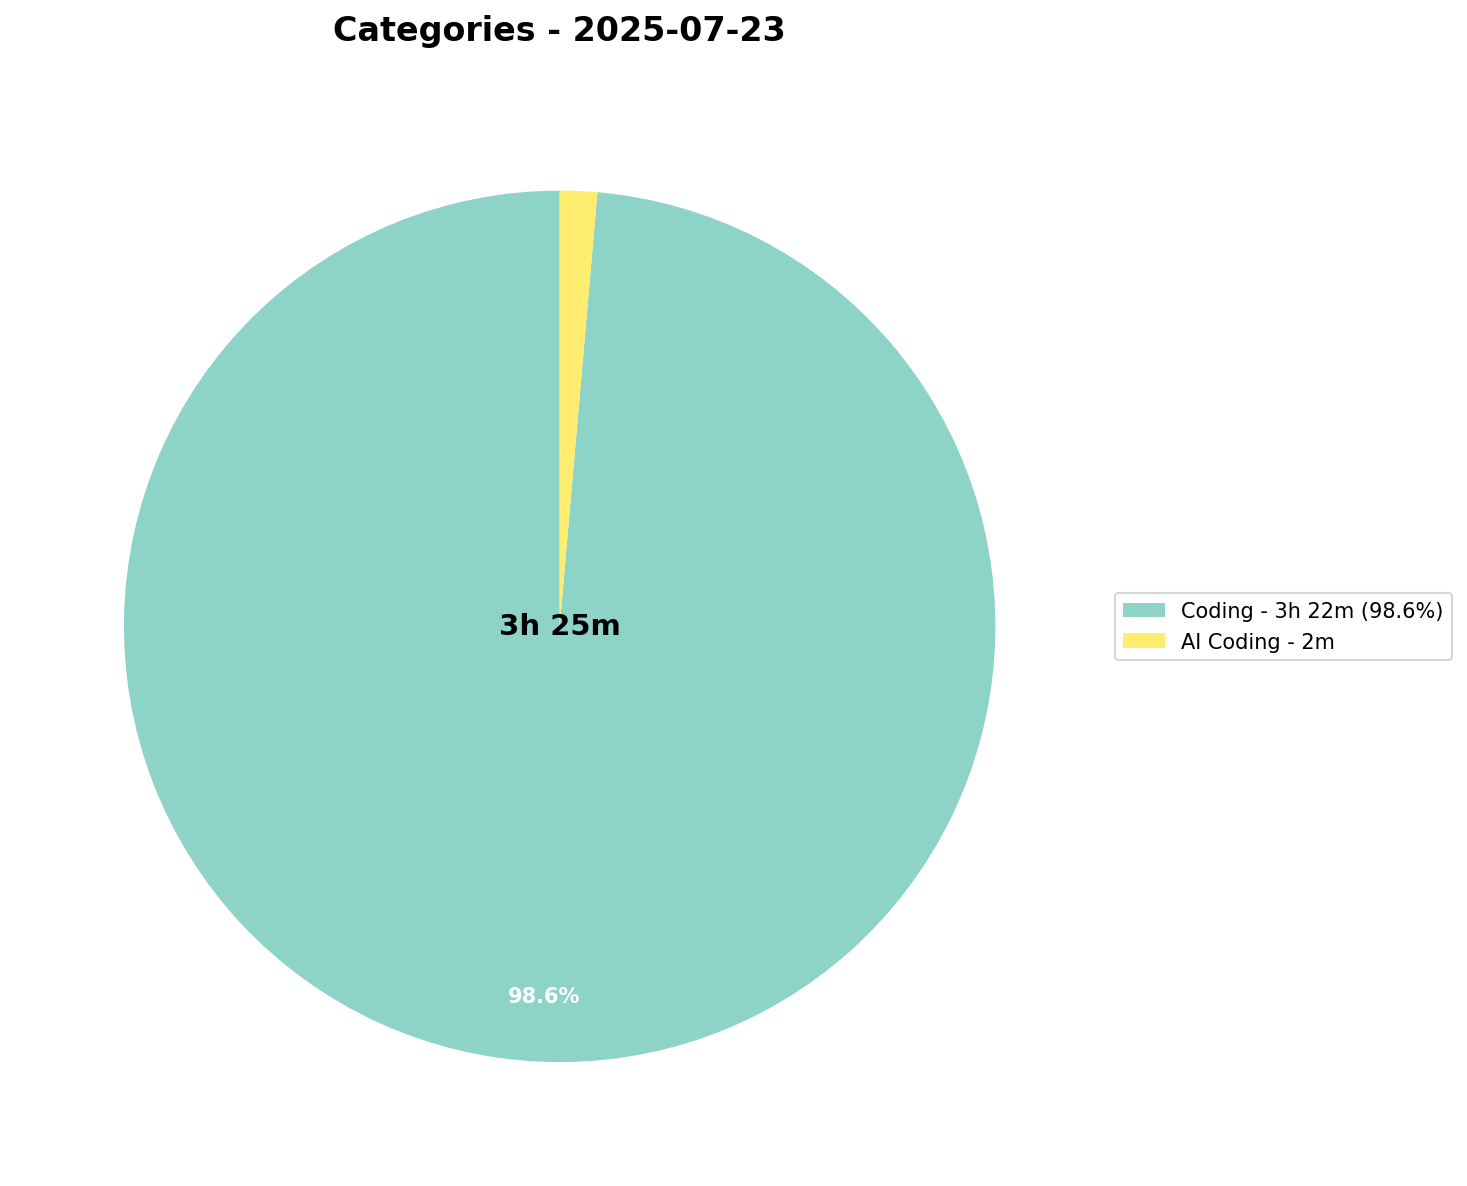 Categories - 2025-07-23
3h 25m
98.6%
Coding - 3h 22m (98.6%)
AI Coding - 2m